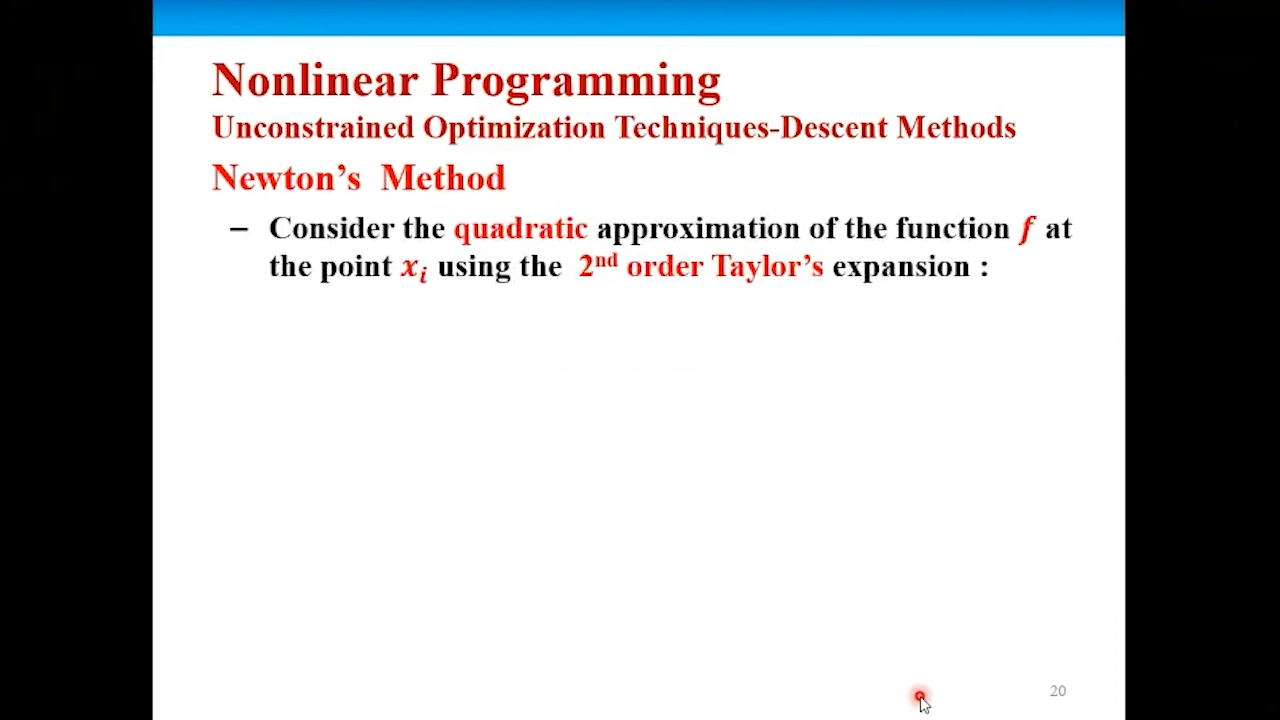 Nonlinear Programming
Unconstrained Optimization Techniques-Descent Methods
Newton’s Method
– Consider the quadratic approximation of the function f at
the point xᵢ using the 2ⁿᵈ order Taylor’s expansion :
20